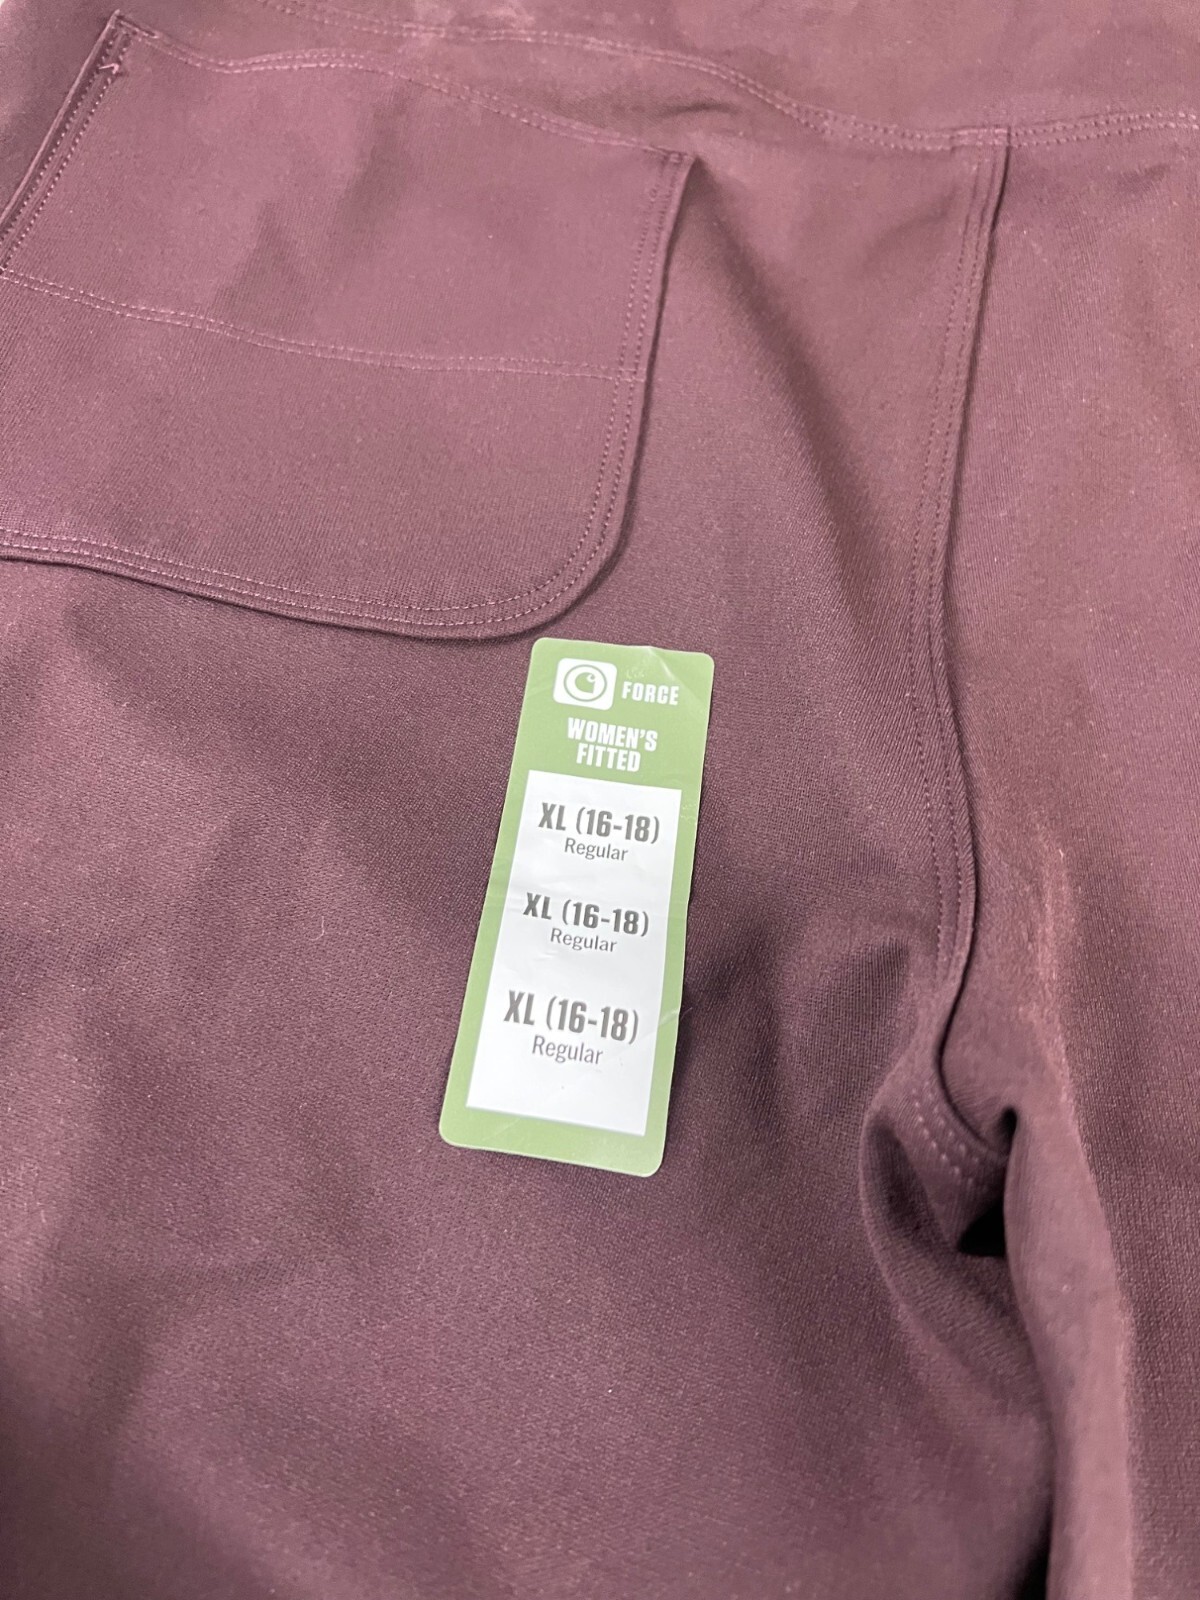 FORCE
WOMEN'S
FITTED
XL (16-18)
Regular
XL (16-18)
Regular
XL (16-18)
Regular